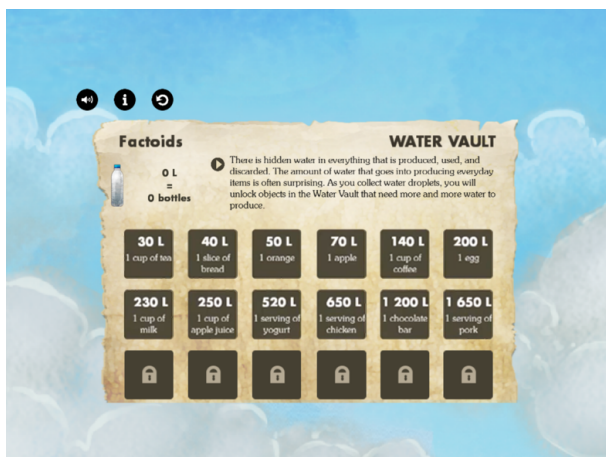 Factoids
WATER VAULT
0 L
=
0 bottles
There is hidden water in everything that is produced, used, and
discarded. The amount of water that goes into producing everyday
items is often surprising. As you collect water droplets, you will
unlock objects in the Water Vault that need more and more water to
produce.
30 L
1 cup of tea
40 L
1 slice of
bread
50 L
1 orange
70 L
1 apple
140 L
1 cup of
coffee
200 L
1 egg
230 L
1 cup of
milk
250 L
1 cup of
apple juice
520 L
1 serving of
yogurt
650 L
1 serving of
chicken
1 200 L
1 chocolate
bar
1 650 L
1 serving of
pork